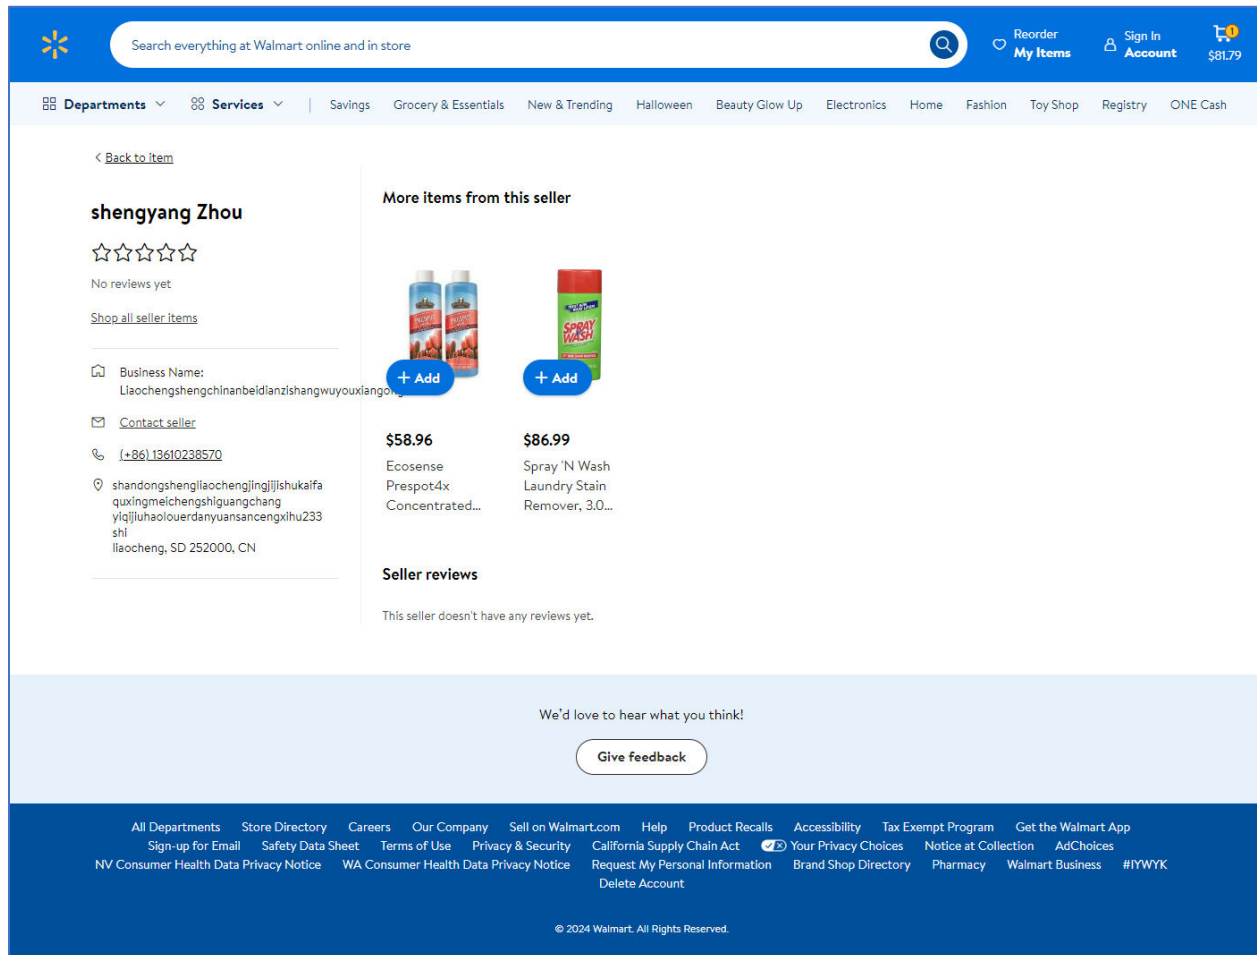 Search everything at Walmart online and in store
Reorder
My Items
Sign In
Account
1
$81.79
Departments
Services
Savings
Grocery & Essentials
New & Trending
Halloween
Beauty Glow Up
Electronics
Home
Fashion
Toy Shop
Registry
ONE Cash
Back to item
shengyang Zhou
No reviews yet
Shop all seller items
Business Name:
Contact seller
(+86) 13610238570
shandongshengliaochengjingjijishukaifa
quxingmeichengshiguangchang
yiqijiuhaolouerdanyuansancengxihu233
shi
liaocheng, SD 252000, CN
More items from this seller
SPRAY
WASH
+ Add
+ Add
$58.96
Ecosense
Prespot4x
Concentrated...
$86.99
Spray 'N Wash
Laundry Stain
Remover, 3.0...
Seller reviews
This seller doesn't have any reviews yet.
We'd love to hear what you think!
Give feedback
All Departments Store Directory Careers Our Company Sell on Walmart.com Help Product Recalls Accessibility Tax Exempt Program Get the Walmart App
Sign-up for Email Safety Data Sheet Terms of Use Privacy & Security California Supply Chain Act Your Privacy Choices Notice at Collection AdChoices
NV Consumer Health Data Privacy Notice WA Consumer Health Data Privacy Notice Request My Personal Information Brand Shop Directory Pharmacy Walmart Business #IYWYK
Delete Account
© 2024 Walmart. All Rights Reserved.